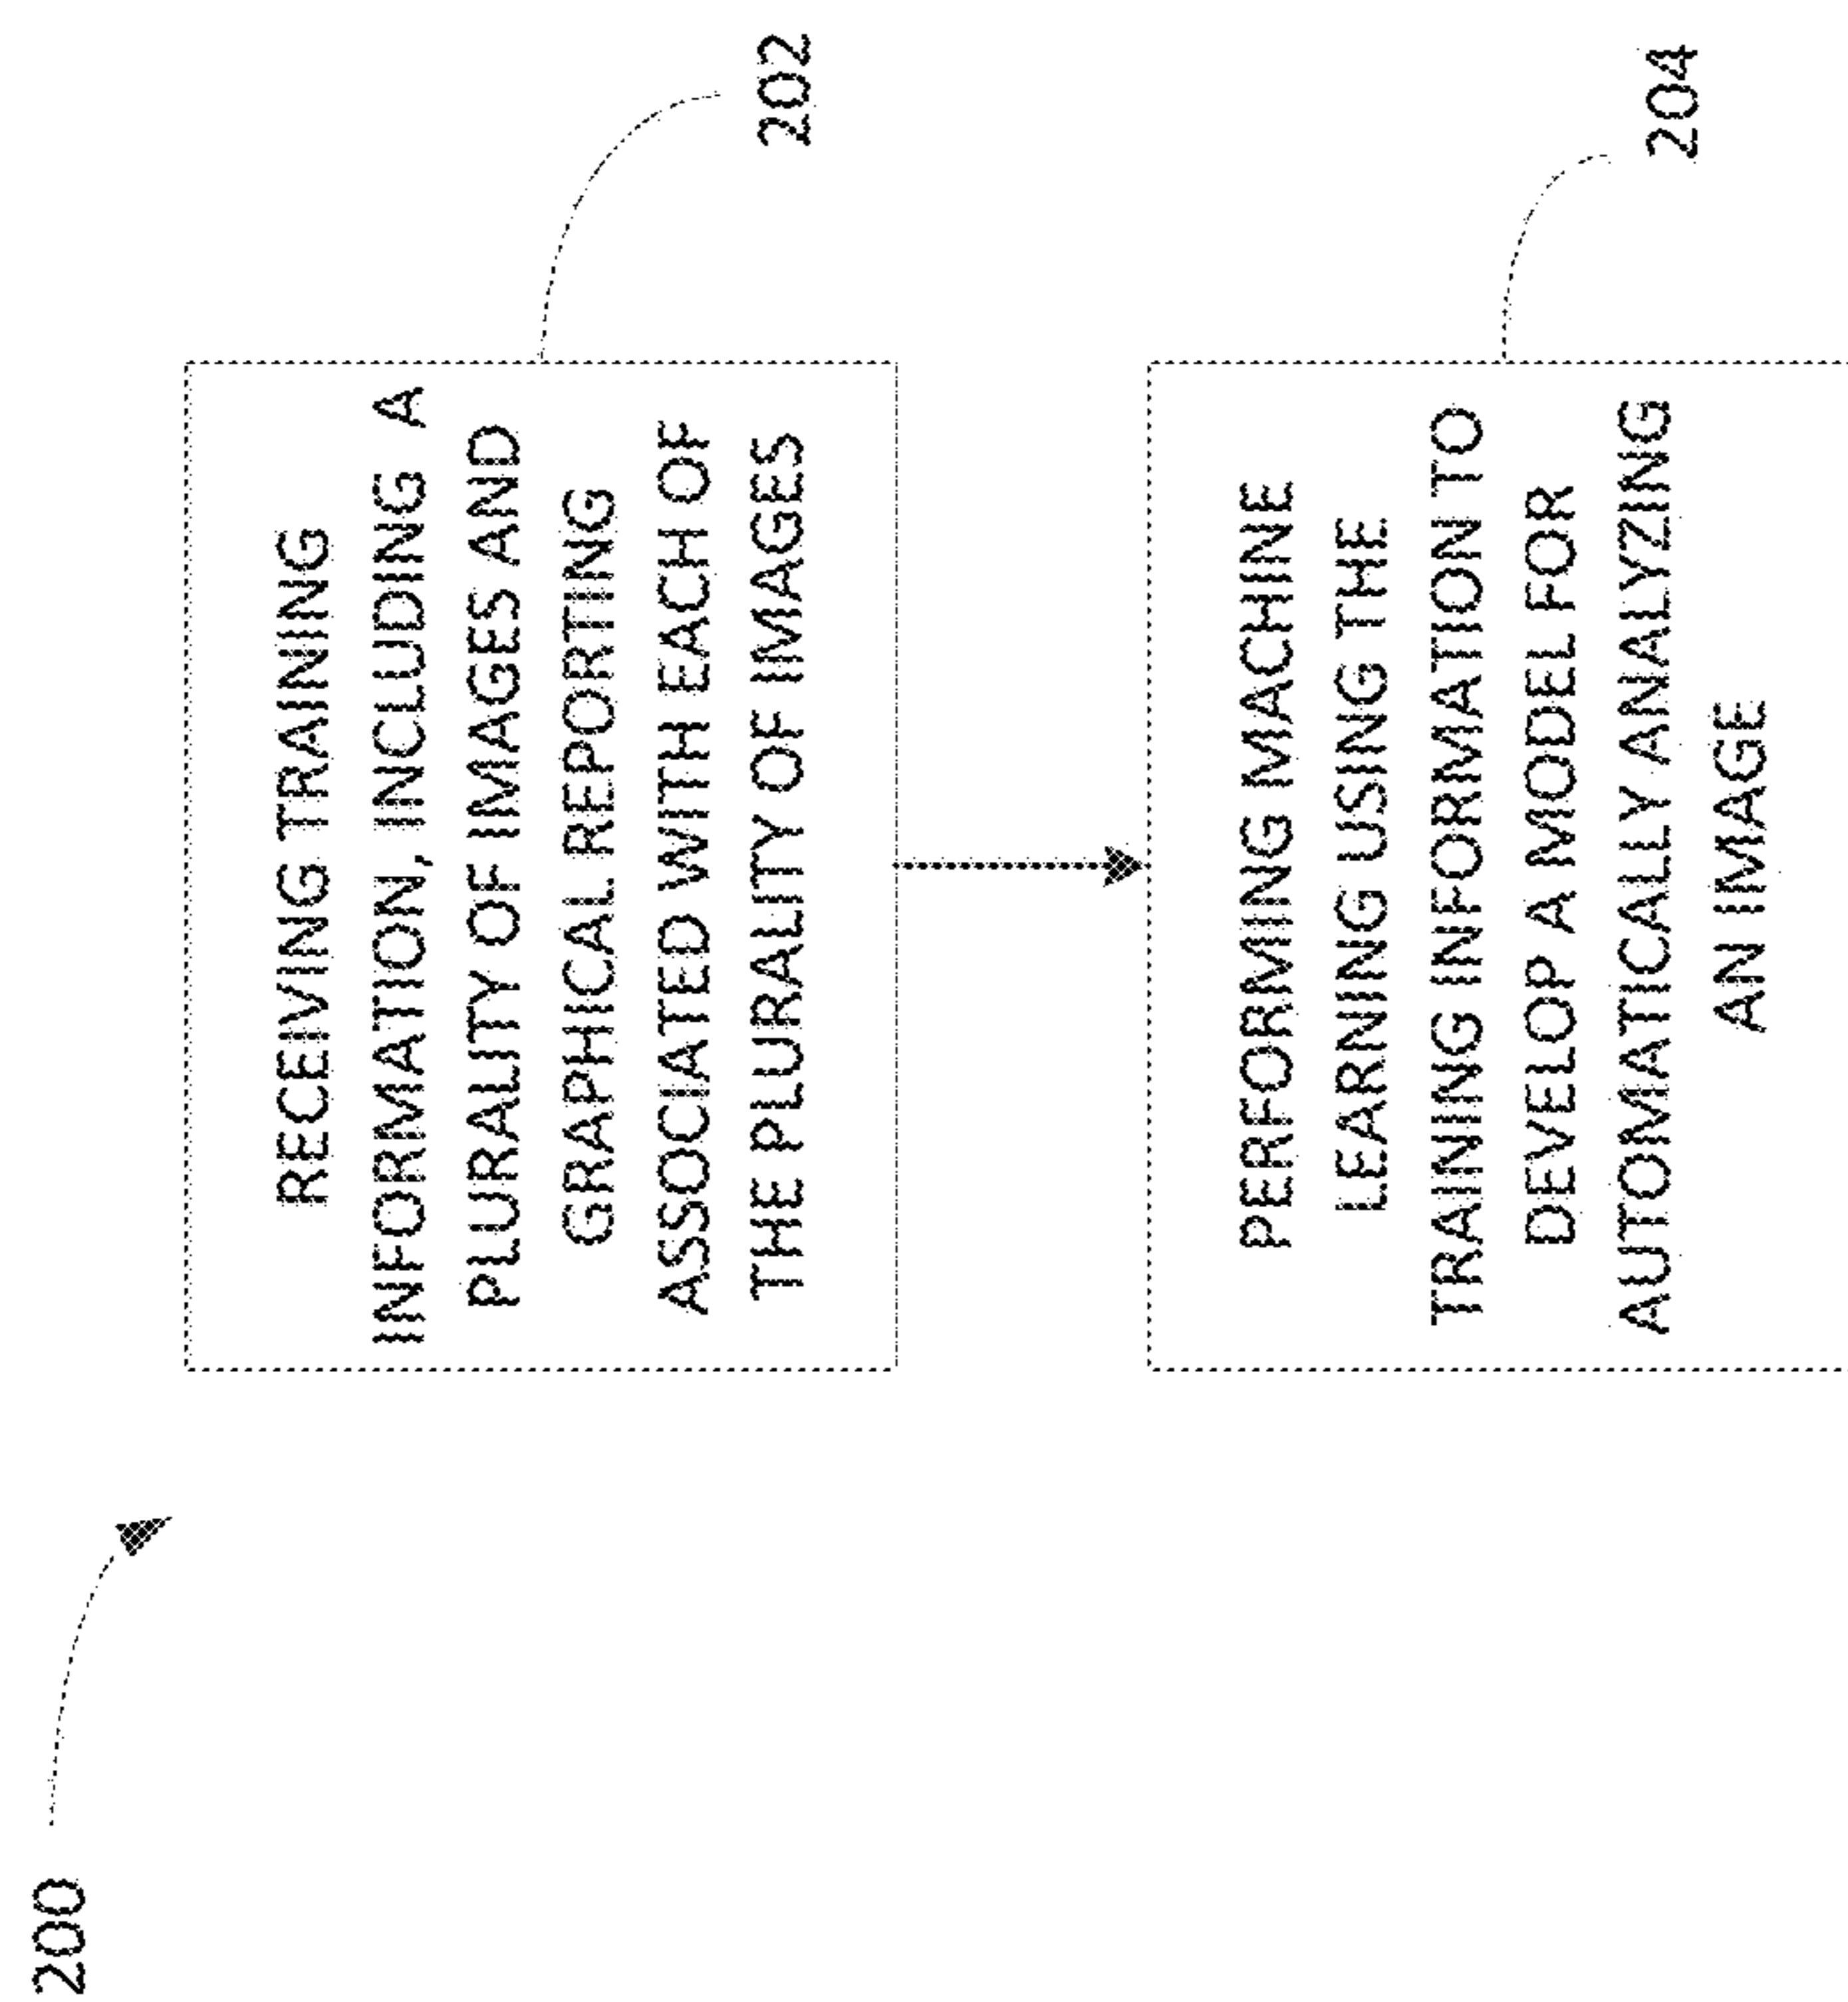 200
RECEIVING TRAINING
INFORMATION, INCLUDING A
PLURALITY OF IMAGES AND
GRAPHICAL REPORTING
ASSOCIATED WITH EACH OF
THE PLURALITY OF IMAGES
202
PERFORMING MACHINE
LEARNING USING THE
TRAINING INFORMATION TO
DEVELOP A MODEL FOR
AUTOMATICALLY ANALYZING
AN IMAGE
204